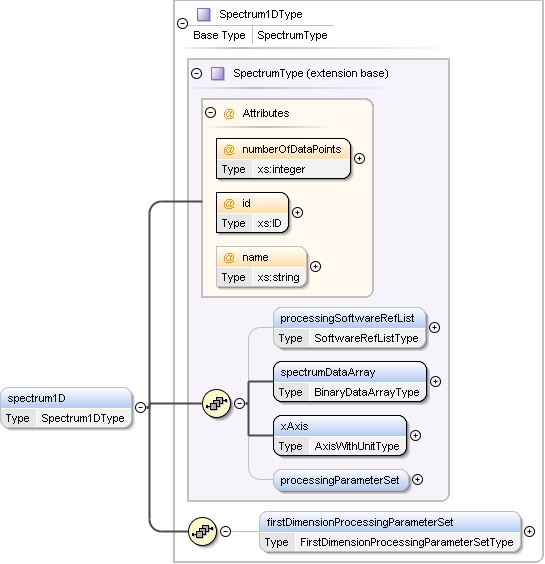 Spectrum1DType
Base Type SpectrumType
SpectrumType (extension base)
@ Attributes
@ numberOfDataPoints
Type xs:integer
@ id
Type xs:ID
@ name
Type xs:string
processingSoftwareRefList
Type SoftwareRefListType
spectrumDataArray
Type BinaryDataArrayType
spectrum1D
Type Spectrum1DType
xAxis
Type AxisWithUnitType
processingParameterSet
firstDimensionProcessingParameterSet
Type FirstDimensionProcessingParameterSetType